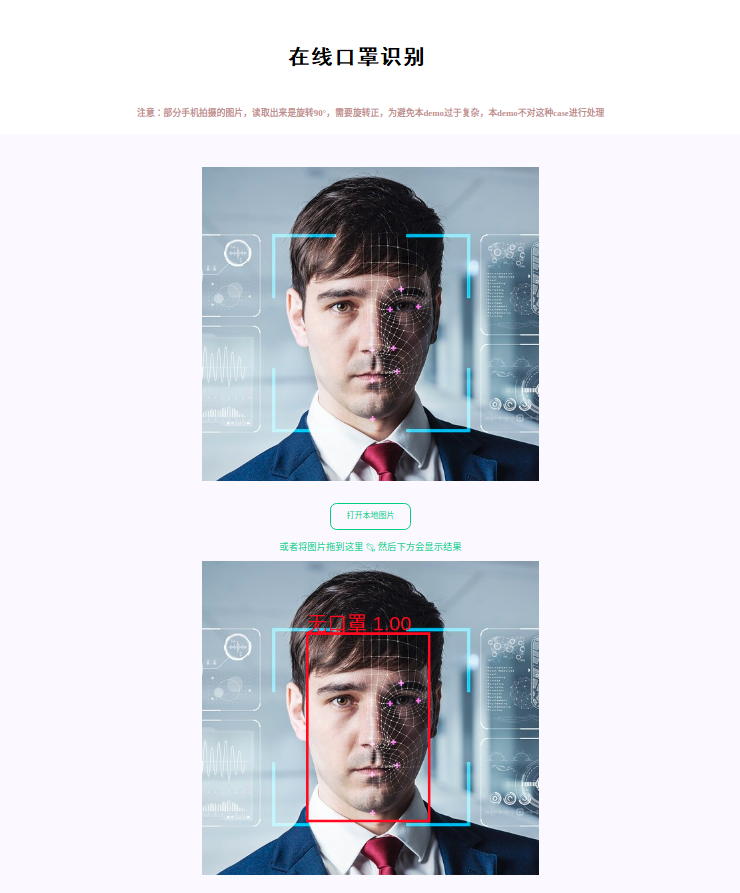 在线口罩识别
注意：部分手机拍摄的图片，读取出来是旋转90°，需要旋转正，为避免本demo过于复杂，本demo不对这种case进行处理
打开本地图片
或者将图片拖到这里 然后下方会显示结果
无口罩 1.00